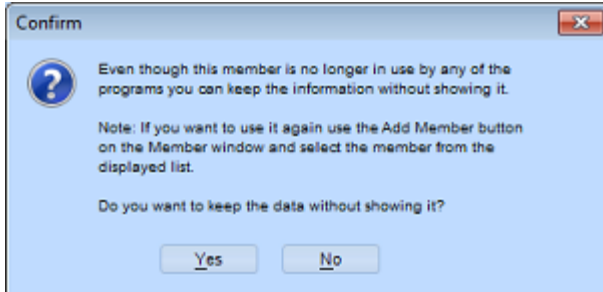 Confirm
Even though this member is no longer in use by any of the
programs you can keep the information without showing it.
Note: If you want to use it again use the Add Member button
on the Member window and select the member from the
displayed list.
Do you want to keep the data without showing it?
Yes No